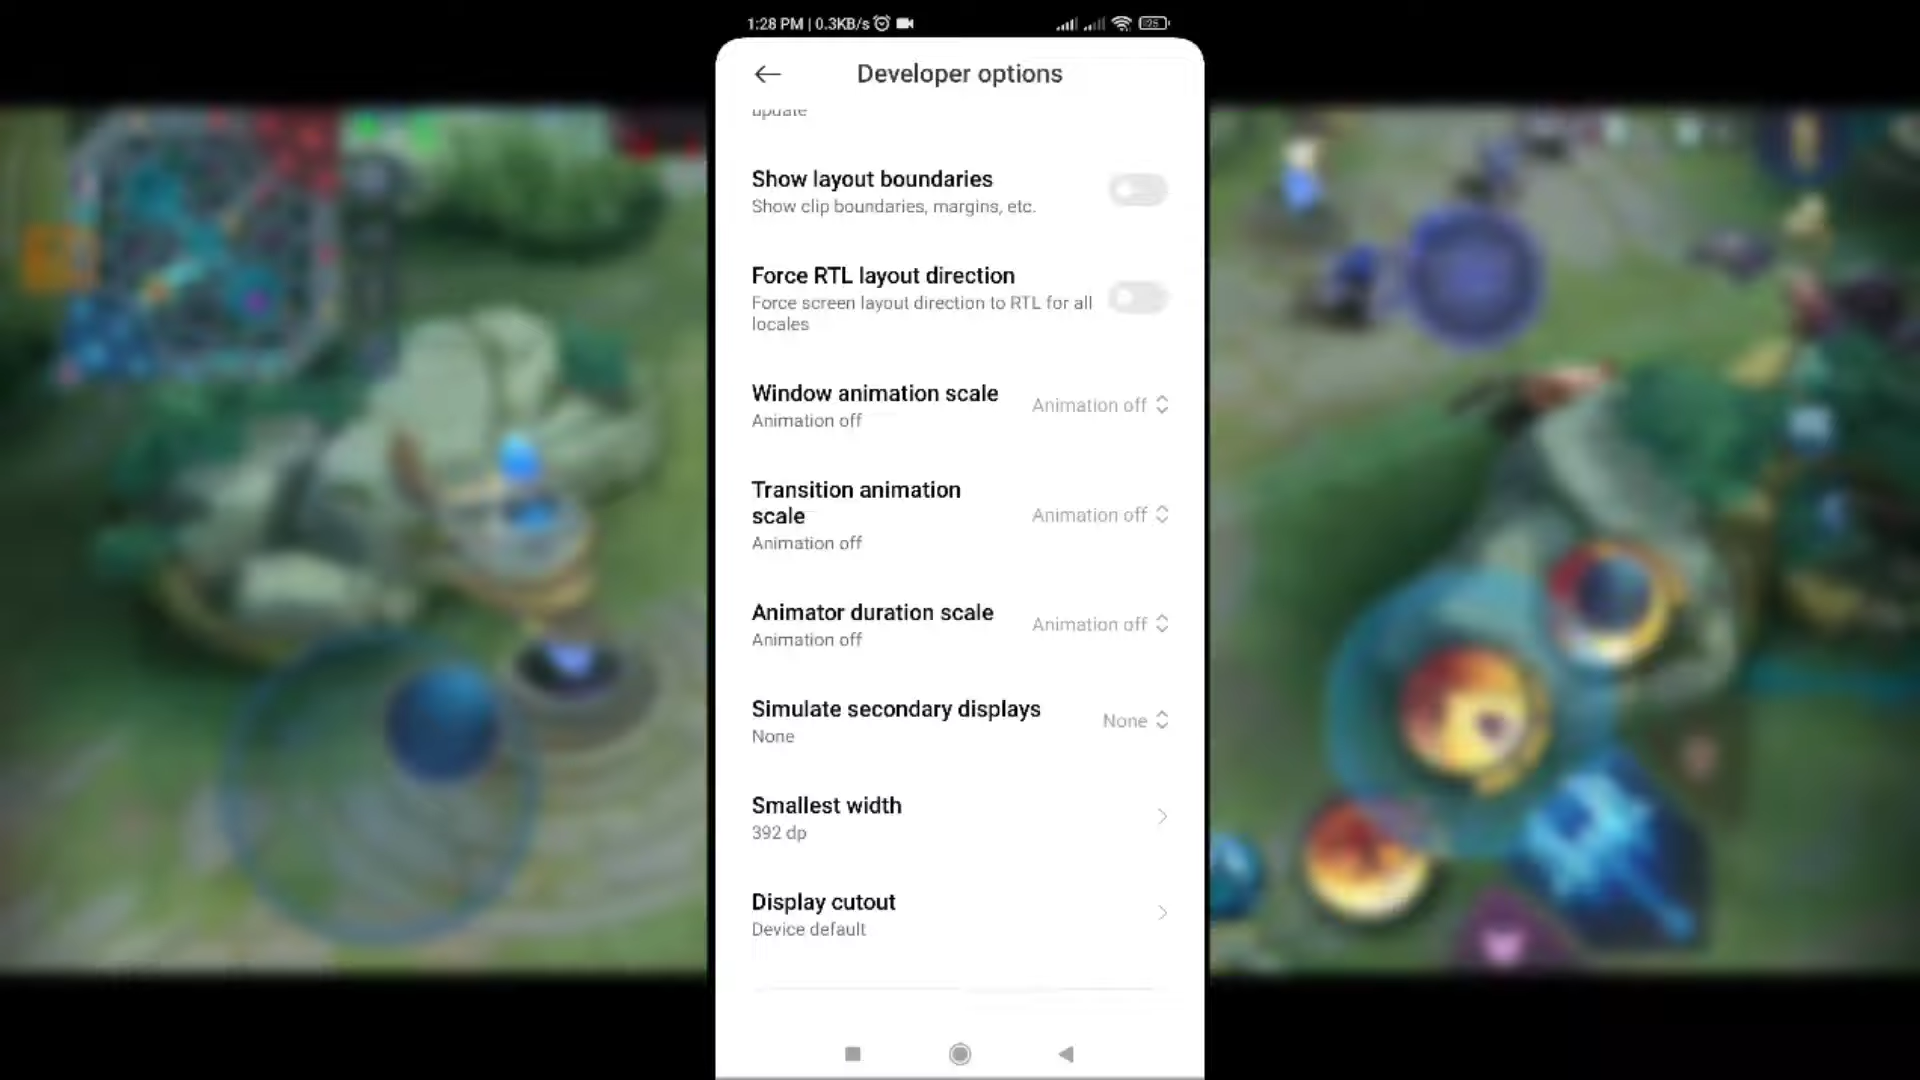 1:28 PM | 0.3KB/s
25
Developer options
update
Show layout boundaries
Show clip boundaries, margins, etc.
Force RTL layout direction
Force screen layout direction to RTL for all
locales
Window animation scale
Animation off
Animation off
Transition animation
scale
Animation off
Animation off
Animator duration scale
Animation off
Animation off
Simulate secondary displays
None
None
Smallest width
392 dp
Display cutout
Device default